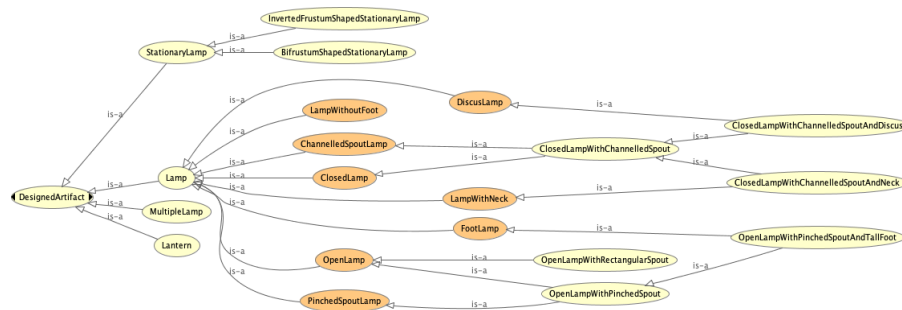 InvertedFrustumShapedStationaryLamp
is-a
is-a
StationaryLamp
BifrustumShapedStationaryLamp
is-a
is-a
DiscusLamp
is-a
LampWithoutFoot
is-a
ClosedLampWithChannelledSpoutAndDiscus
is-a
ChannelledSpoutLamp
is-a
is-a
ClosedLampWithChannelledSpout
is-a
is-a
Lamp
is-a
ClosedLamp
is-a
is-a
ClosedLampWithChannelledSpoutAndNeck
is-a
DesignedArtifact
is-a
LampWithNeck
is-a
is-a
MultipleLamp
is-a
FootLamp
is-a
OpenLampWithPinchedSpoutAndTallFoot
Lantern
is-a
OpenLamp
is-a
OpenLampWithRectangularSpout
is-a
is-a
is-a
OpenLampWithPinchedSpout
PinchedSpoutLamp
is-a